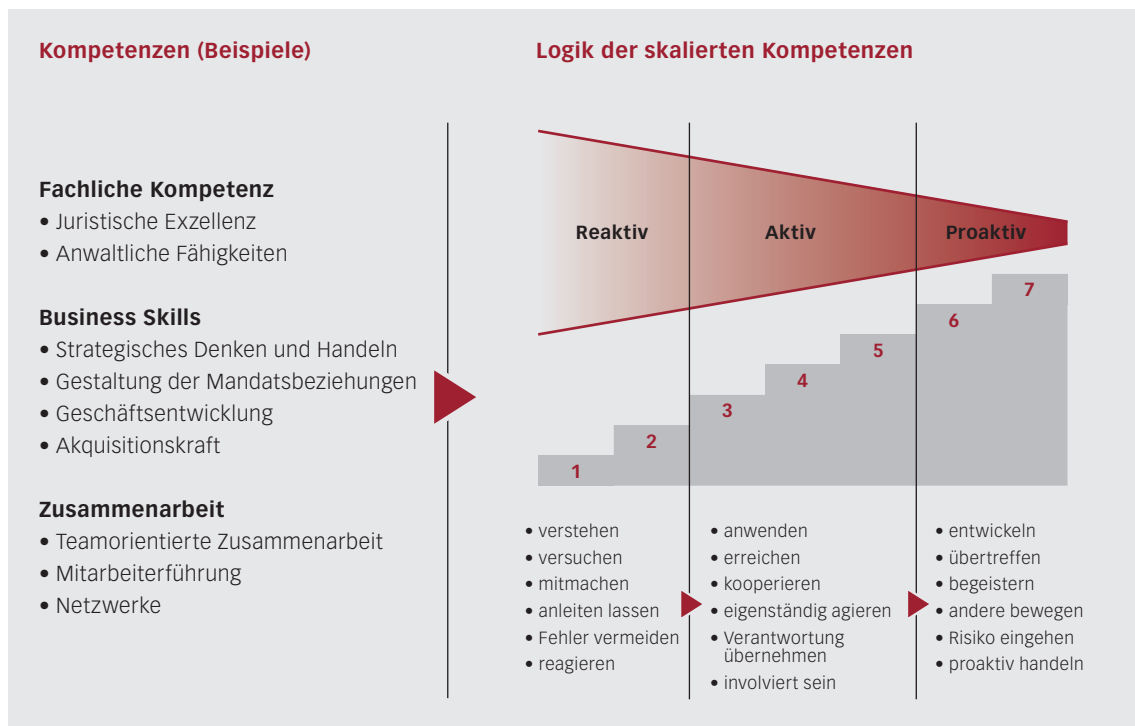 Kompetenzen (Beispiele)
Fachliche Kompetenz
• Juristische Exzellenz
• Anwaltliche Fähigkeiten
Business Skills
• Strategisches Denken und Handeln
• Gestaltung der Mandatsbeziehungen
• Geschäftsentwicklung
• Akquisitionskraft
Zusammenarbeit
• Teamorientierte Zusammenarbeit
• Mitarbeiterführung
• Netzwerke
Logik der skalierten Kompetenzen
Reaktiv
Aktiv
Proaktiv
1
2
3
4
5
6
7
• verstehen
• versuchen
• mitmachen
• anleiten lassen
• Fehler vermeiden
• reagieren
• anwenden
• erreichen
• kooperieren
• eigenständig agieren
• Verantwortung
übernehmen
• involviert sein
• entwickeln
• übertreffen
• begeistern
• andere bewegen
• Risiko eingehen
• proaktiv handeln